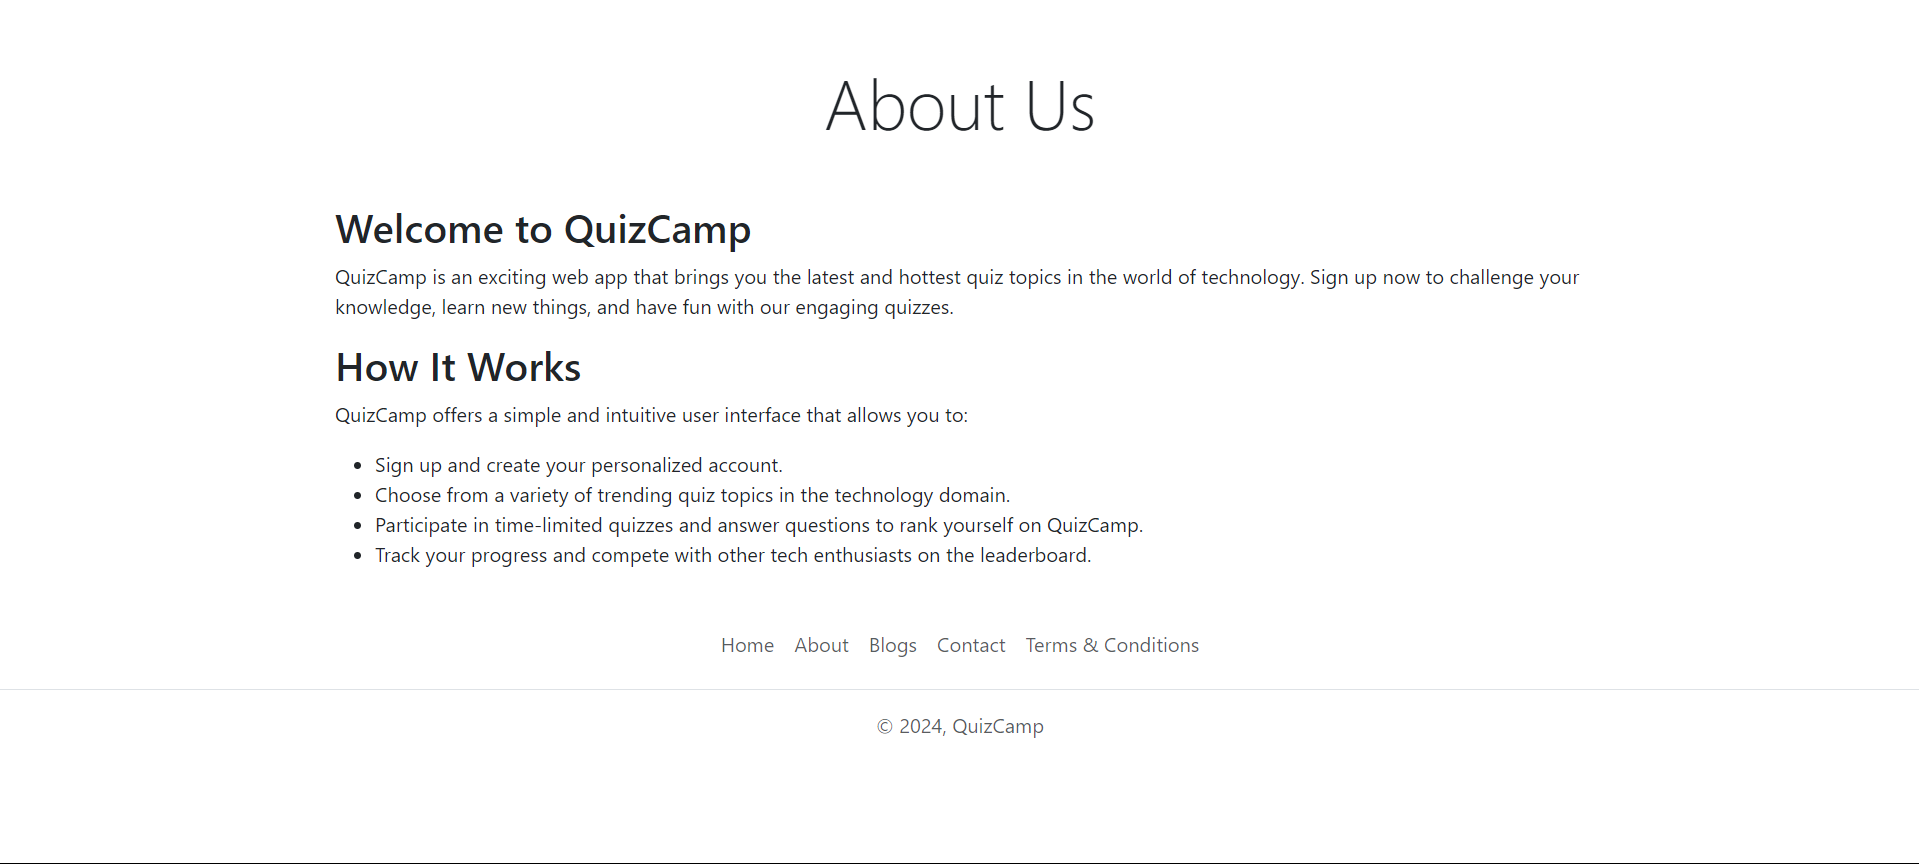 About Us
Welcome to QuizCamp
QuizCamp is an exciting web app that brings you the latest and hottest quiz topics in the world of technology. Sign up now to challenge your
knowledge, learn new things, and have fun with our engaging quizzes.
How It Works
QuizCamp offers a simple and intuitive user interface that allows you to:
• Sign up and create your personalized account.
• Choose from a variety of trending quiz topics in the technology domain.
• Participate in time-limited quizzes and answer questions to rank yourself on QuizCamp.
• Track your progress and compete with other tech enthusiasts on the leaderboard.
Home About Blogs Contact Terms & Conditions
© 2024, QuizCamp